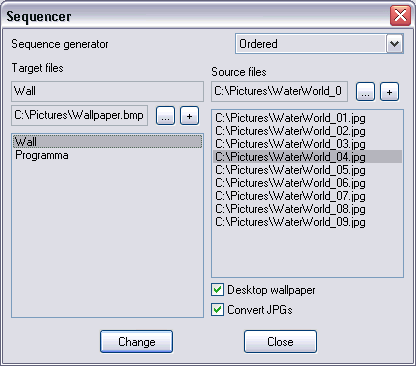 Sequencer
Sequence generator
Ordered
Target files
Source files
Wall
C:\Pictures\WaterWorld_0
...
+
C:\Pictures\Wallpaper.bmp
...
+
Wall
Programma
C:\Pictures\WaterWorld_01.jpg
C:\Pictures\WaterWorld_02.jpg
C:\Pictures\WaterWorld_03.jpg
C:\Pictures\WaterWorld_04.jpg
C:\Pictures\WaterWorld_05.jpg
C:\Pictures\WaterWorld_06.jpg
C:\Pictures\WaterWorld_07.jpg
C:\Pictures\WaterWorld_08.jpg
C:\Pictures\WaterWorld_09.jpg
Desktop wallpaper
Convert JPGs
Change
Close